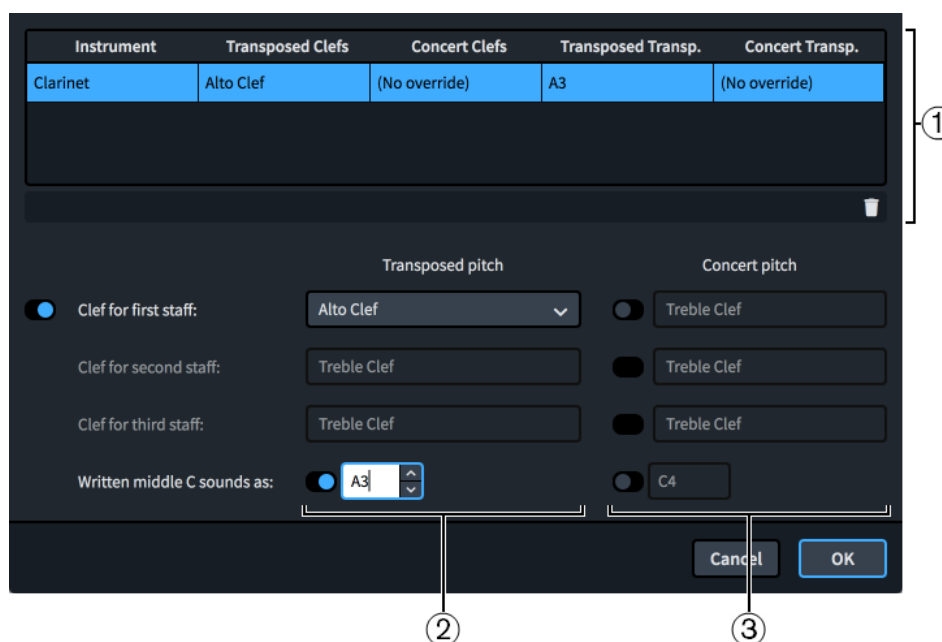 Instrument Transposed Clefs Concert Clefs Transposed Transp. Concert Transp.
Clarinet Alto Clef (No override) A3 (No override)
1
Transposed pitch Concert pitch
Clef for first staff: Alto Clef Treble Clef
Clef for second staff: Treble Clef Treble Clef
Clef for third staff: Treble Clef Treble Clef
Written middle C sounds as: A3 C4
Cancel OK
2 3